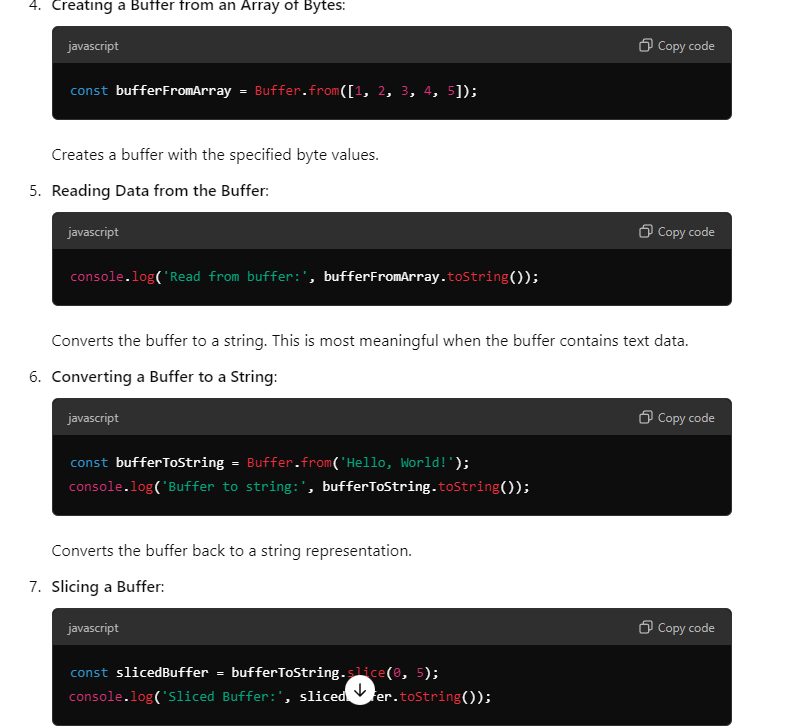 4. Creating a Buffer from an Array of Bytes:
javascript Copy code
const bufferFromArray = Buffer.from([1, 2, 3, 4, 5]);
Creates a buffer with the specified byte values.
5. Reading Data from the Buffer:
javascript Copy code
console.log('Read from buffer:', bufferFromArray.toString());
Converts the buffer to a string. This is most meaningful when the buffer contains text data.
6. Converting a Buffer to a String:
javascript Copy code
const bufferToString = Buffer.from('Hello, World!');
console.log('Buffer to string:', bufferToString.toString());
Converts the buffer back to a string representation.
7. Slicing a Buffer:
javascript Copy code
const slicedBuffer = bufferToString.slice(0, 5);
console.log('Sliced Buffer:', slicedBuffer.toString());